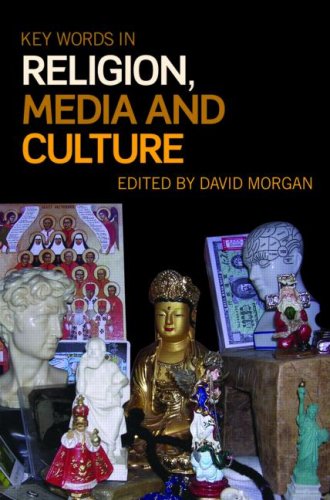 KEY WORDS IN
RELIGION,
MEDIA AND
CULTURE
EDITED BY DAVID MORGAN